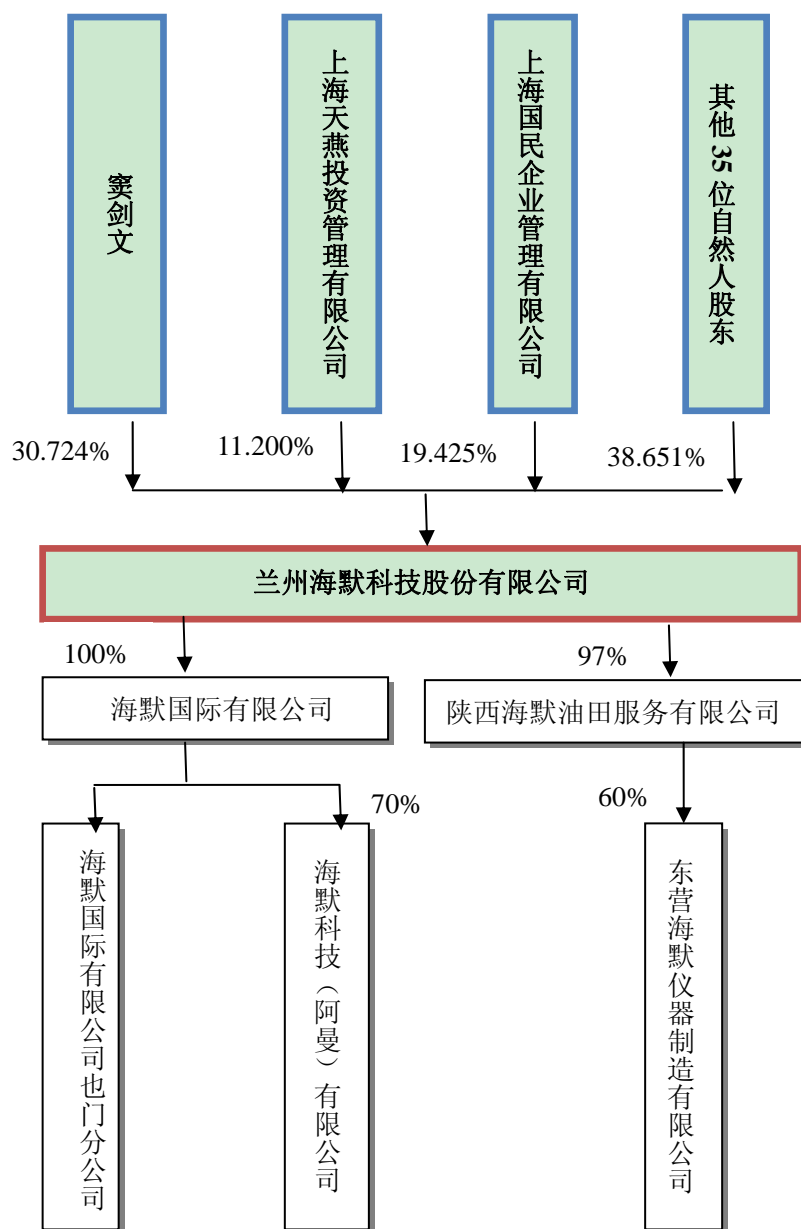 窦剑文
上海天燕投资管理有限公司
上海国民企业管理有限公司
其他 35 位自然人股东
30.724%
11.200%
19.425%
38.651%
兰州海默科技股份有限公司
100%
97%
海默国际有限公司
陕西海默油田服务有限公司
70%
60%
海默国际有限公司也门分公司
海默科技（阿曼）有限公司
东营海默仪器制造有限公司